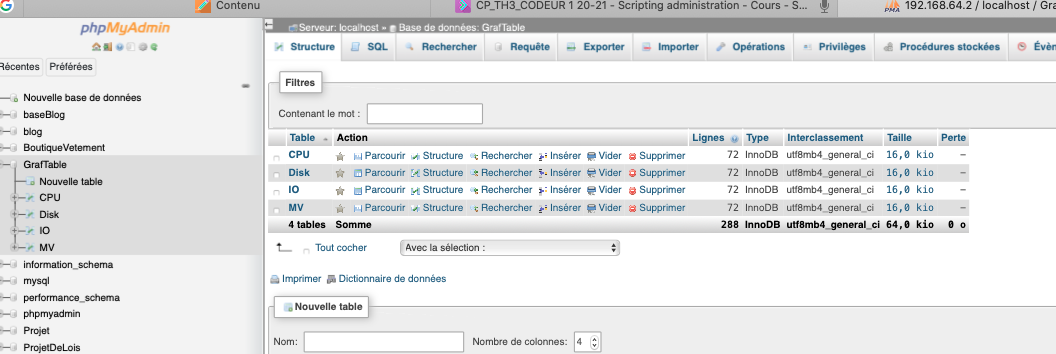 Contenu
CP_TH3_CODEUR 1 20-21 - Scripting administration - Cours - S...
192.168.64.2 / localhost / Gra
phpMyAdmin
Récentes Préférées
Nouvelle base de données
baseBlog
blog
BoutiqueVetement
GrafTable
Nouvelle table
CPU
Disk
IO
MV
information_schema
mysql
performance_schema
phpmyadmin
Projet
ProjetDeLois
Serveur: localhost » Base de données: GrafTable
Structure SQL Rechercher Requête Exporter Importer Opérations Privilèges Procédures stockées Évèn
Filtres
Contenant le mot :
Table Action Lignes Type Interclassement Taille Perte
CPU Parcourir Structure Rechercher Insérer Vider Supprimer 72 InnoDB utf8mb4_general_ci 16,0 kio –
Disk Parcourir Structure Rechercher Insérer Vider Supprimer 72 InnoDB utf8mb4_general_ci 16,0 kio –
IO Parcourir Structure Rechercher Insérer Vider Supprimer 72 InnoDB utf8mb4_general_ci 16,0 kio –
MV Parcourir Structure Rechercher Insérer Vider Supprimer 72 InnoDB utf8mb4_general_ci 16,0 kio –
4 tables Somme 288 InnoDB utf8mb4_general_ci 64,0 kio 0 o
Tout cocher Avec la sélection :
Imprimer Dictionnaire de données
Nouvelle table
Nom: Nombre de colonnes: 4